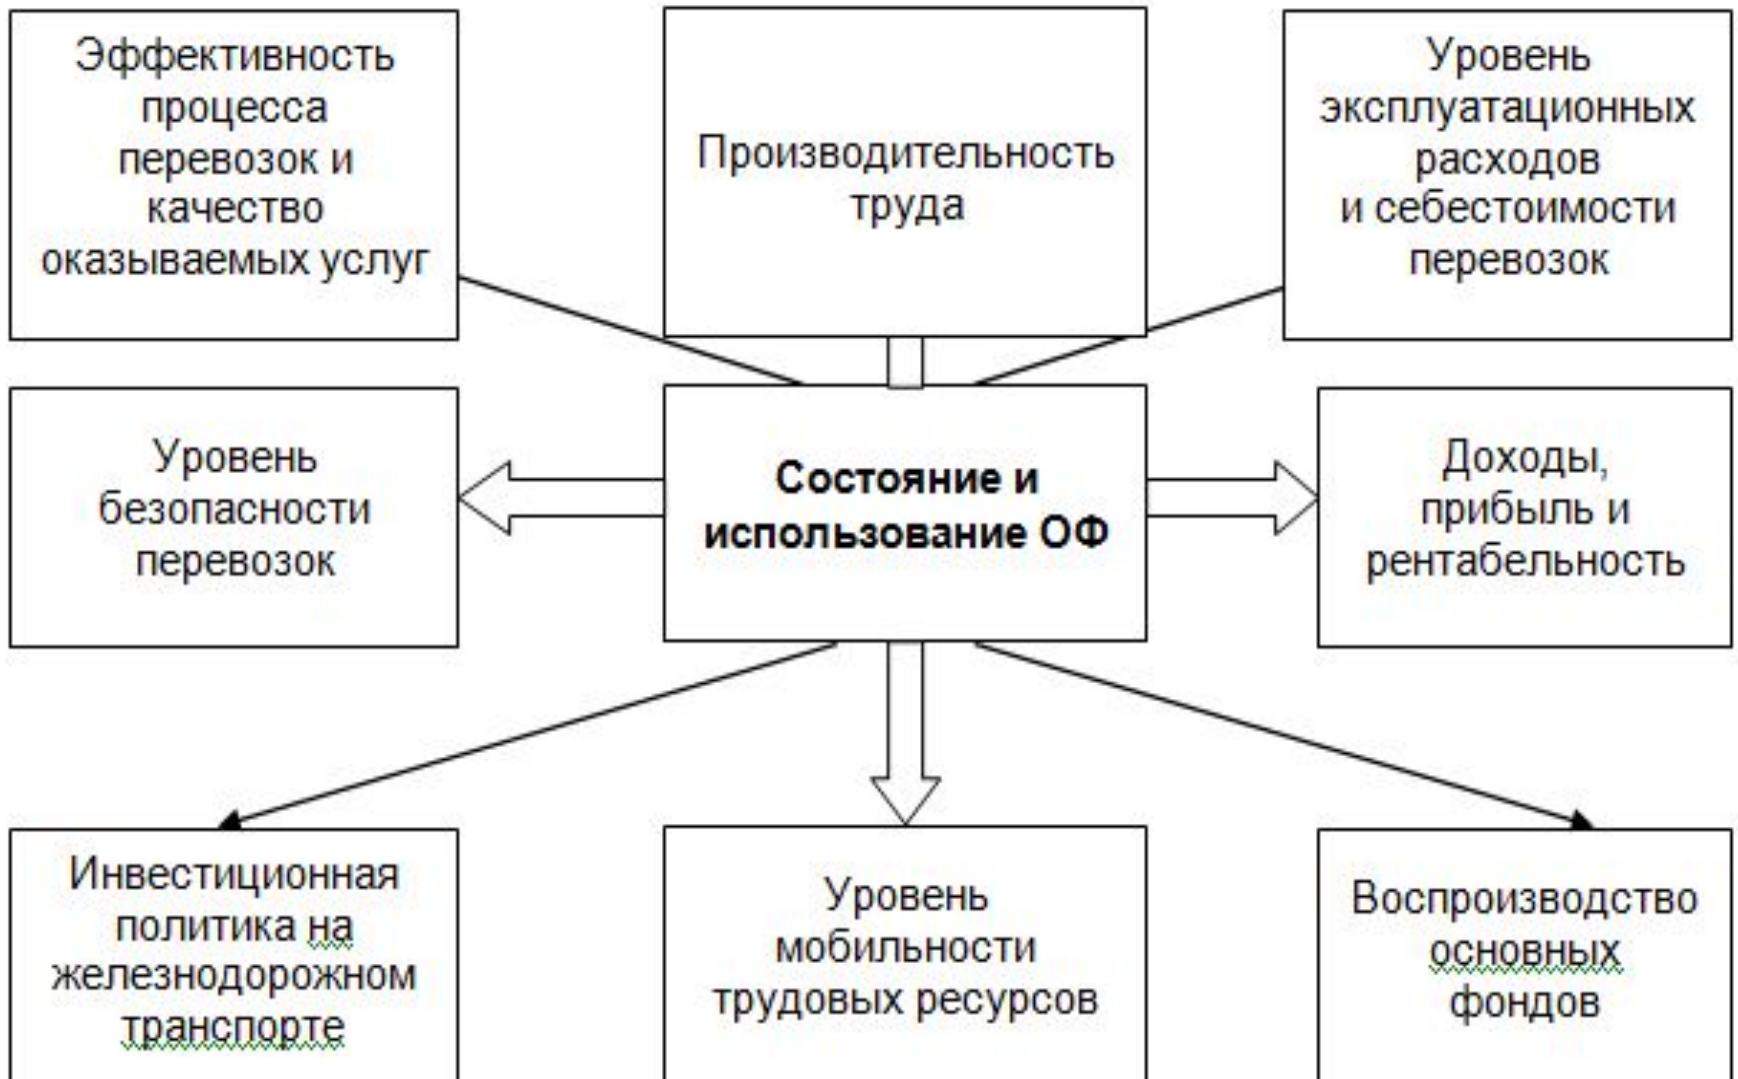 Эффективность
процесса
перевозок и
качество
оказываемых услуг
Производительность
труда
Уровень
эксплуатационных
расходов
и себестоимости
перевозок
Уровень
безопасности
перевозок
Состояние и
использование ОФ
Доходы,
прибыль и
рентабельность
Инвестиционная
политика на
железнодорожном
транспорте
Уровень
мобильности
трудовых ресурсов
Воспроизводство
основных
фондов